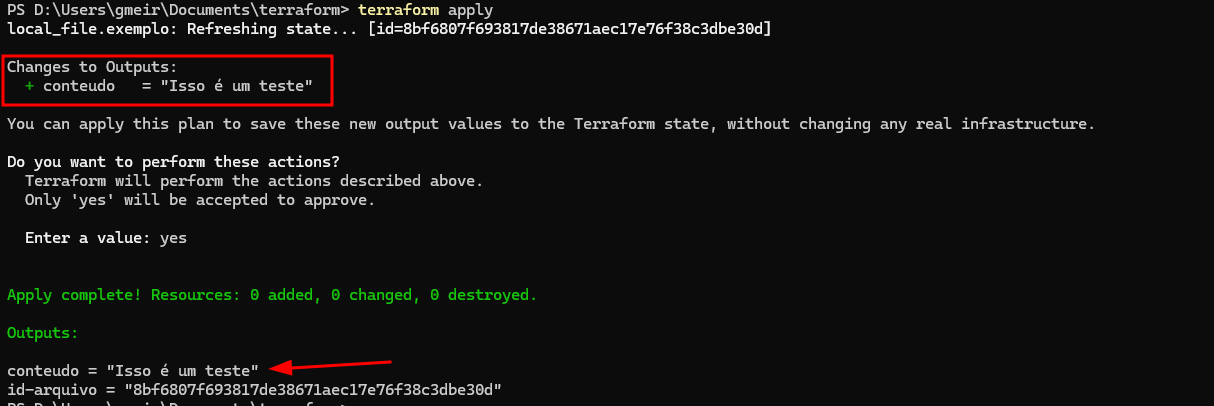 PS D:\Users\gmeir\Documents\terraform> terraform apply
local_file.exemplo: Refreshing state... [id=8bf6807f693817de38671aec17e76f38c3dbe30d]
Changes to Outputs:
+ conteudo = "Isso é um teste"
You can apply this plan to save these new output values to the Terraform state, without changing any real infrastructure.
Do you want to perform these actions?
Terraform will perform the actions described above.
Only 'yes' will be accepted to approve.
Enter a value: yes
Apply complete! Resources: 0 added, 0 changed, 0 destroyed.
Outputs:
conteudo = "Isso é um teste"
id-arquivo = "8bf6807f693817de38671aec17e76f38c3dbe30d"